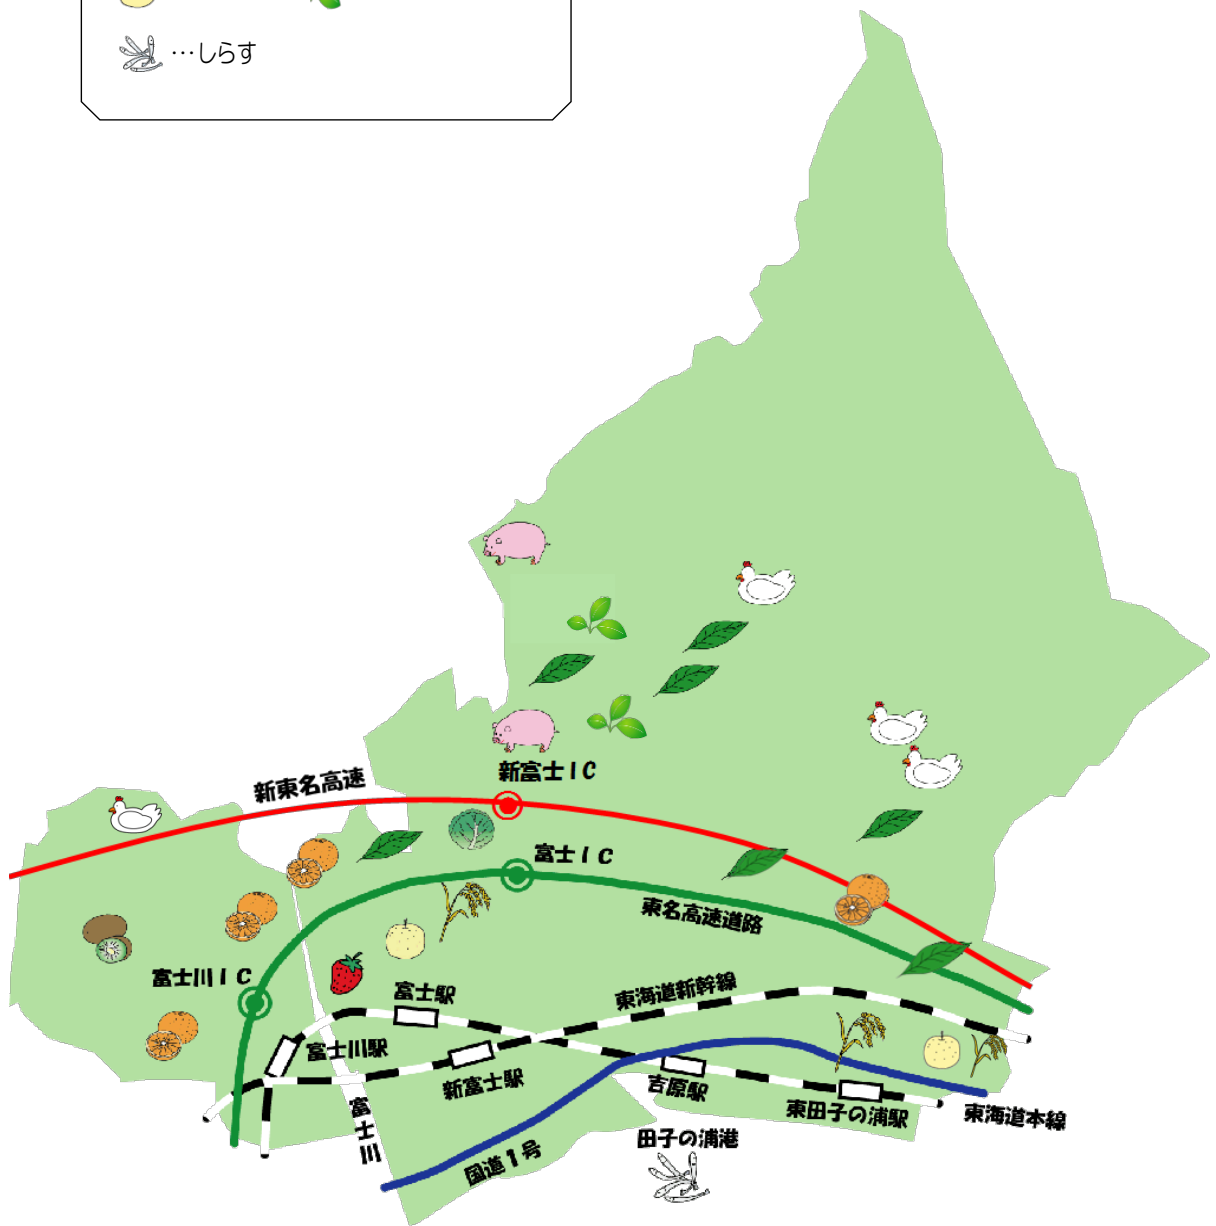 …しらす
新東名高速
新富士IC
富士IC
東名高速道路
富士川IC
富士駅
東海道新幹線
富士川駅
新富士駅
吉原駅
東田子の浦駅
東海道本線
富士川
国道1号
田子の浦港